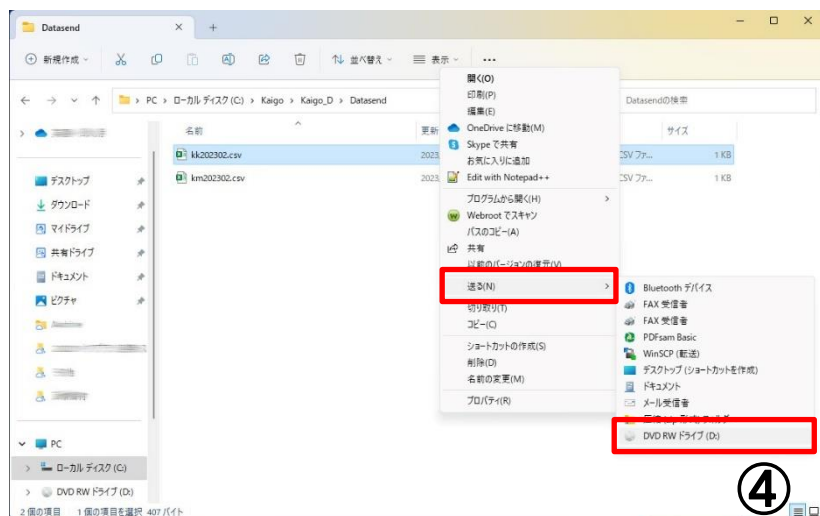 Datasend
新規作成
並べ替え
表示
PC > ローカル ディスク (C:) > Kaigo > Kaigo_D > Datasend
Datasendの検索
名前
更新
サイズ
kk202302.csv
2023
CSV ファ...
1 KB
km202302.csv
2023
CSV ファ...
1 KB
デスクトップ
ダウンロード
マイドライブ
共有ドライブ
ドキュメント
ピクチャ
PC
ローカル ディスク (C:)
DVD RW ドライブ (D:)
2 個の項目
1 個の項目を選択 407 バイト
開く(O)
印刷(P)
編集(E)
OneDrive に移動(M)
Skype で共有
お気に入りに追加
Edit with Notepad++
プログラムから開く(H)
Webroot でスキャン
パスのコピー(A)
共有
以前のバージョンの復元(V)
送る(N)
切り取り(T)
コピー(C)
ショートカットの作成(S)
削除(D)
名前の変更(M)
プロパティ(R)
Bluetooth デバイス
FAX 受信者
FAX 受信者
PDFsam Basic
WinSCP (転送)
デスクトップ (ショートカットを作成)
ドキュメント
メール受信者
DVD RW ドライブ (D:)
④